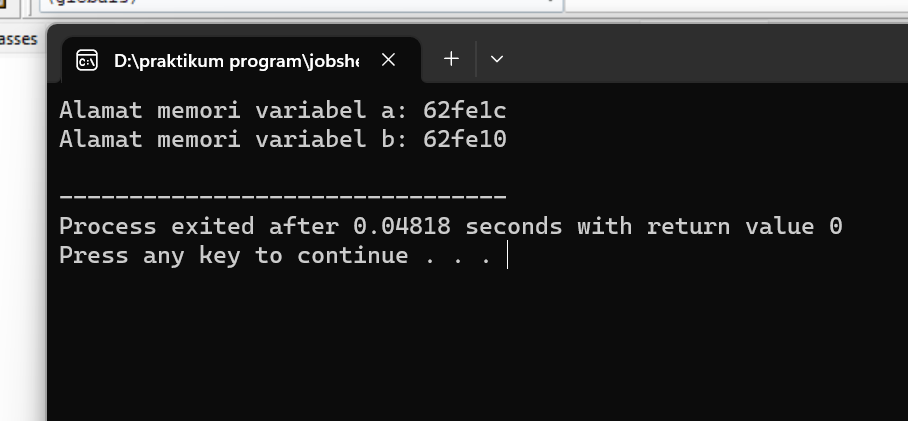 (globals)
asses
D:\praktikum program\jobshe
Alamat memori variabel a: 62fe1c
Alamat memori variabel b: 62fe10
--------------------------------
Process exited after 0.04818 seconds with return value 0
Press any key to continue . . .